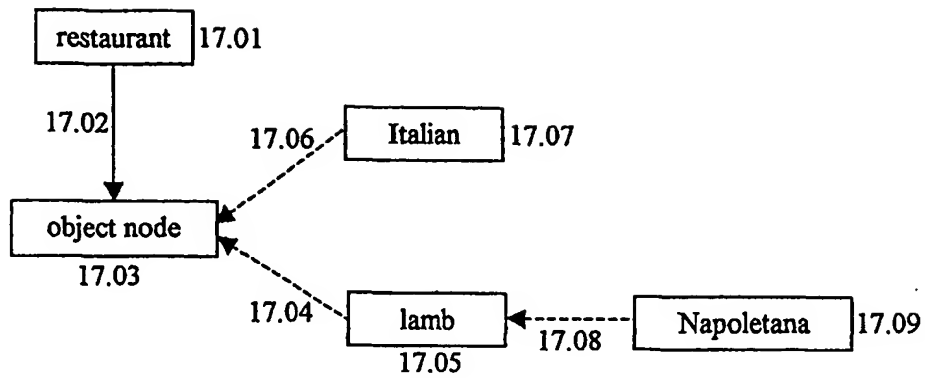 restaurant 17.01
17.02
17.06 Italian 17.07
object node
17.03
17.04 lamb Napoletana 17.09
17.08
17.05